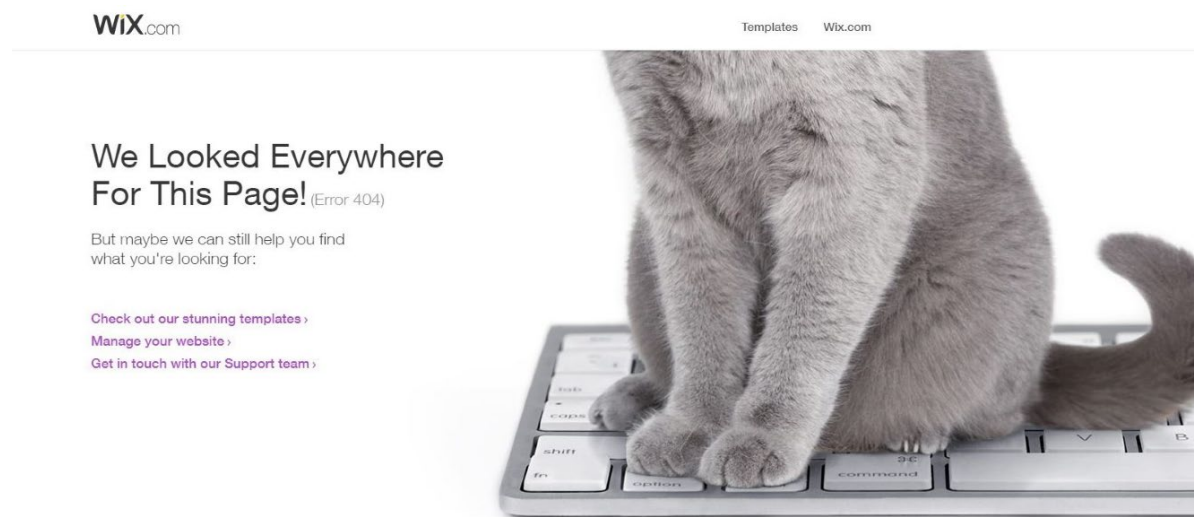 WiX.com
Templates Wix.com
We Looked Everywhere
For This Page! (Error 404)
But maybe we can still help you find
what you're looking for:
Check out our stunning templates ›
Manage your website ›
Get in touch with our Support team ›
tab
caps
shift
fn
option
⌘
command
V
B